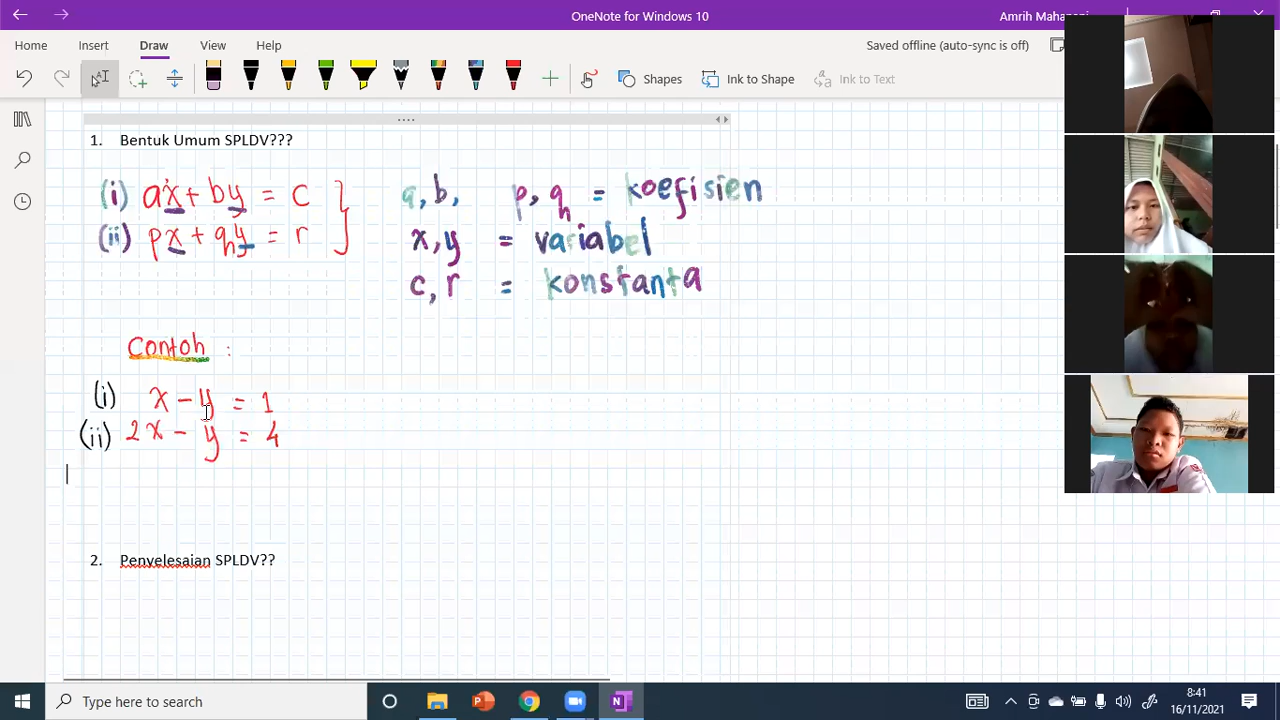 OneNote for Windows 10
Home Insert Draw View Help
Saved offline (auto-sync is off)
Shapes Ink to Shape Ink to Text
1. Bentuk Umum SPLDV???
(i) ax + by = c
(ii) px + qy = r
a, b, p, q = koefisien
x, y = variabel
c, r = konstanta
Contoh :
(i) x - y = 1
(ii) 2x - y = 4
2. Penyelesaian SPLDV??
Type here to search
8:41
16/11/2021